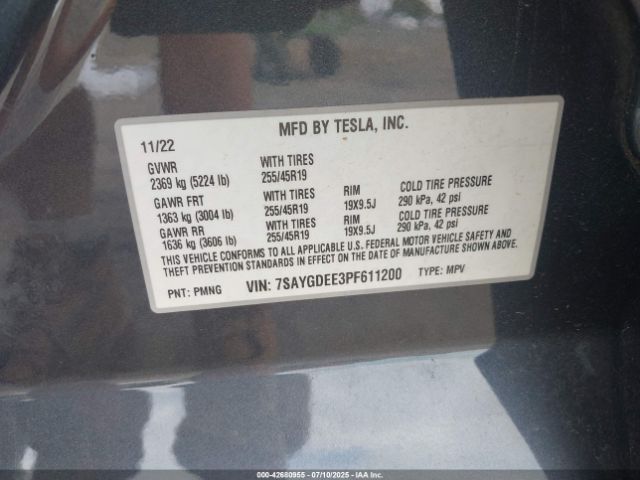 MFD BY TESLA, INC.
11/22
GVWR WITH TIRES
2369 kg (5224 lb) 255/45R19
GAWR FRT WITH TIRES RIM COLD TIRE PRESSURE
1363 kg (3004 lb) 255/45R19 19X9.5J 290 kPa, 42 psi
GAWR RR WITH TIRES RIM COLD TIRE PRESSURE
1636 kg (3606 lb) 255/45R19 19X9.5J 290 kPa, 42 psi
THIS VEHICLE CONFORMS TO ALL APPLICABLE U.S. FEDERAL MOTOR VEHICLE SAFETY AND
THEFT PREVENTION STANDARDS IN EFFECT ON THE DATE OF MANUFACTURE SHOWN ABOVE.
PNT: PMNG VIN: 7SAYGDEE3PF611200 TYPE: MPV
000-42680955 - 07/10/2025 - IAAI.COM